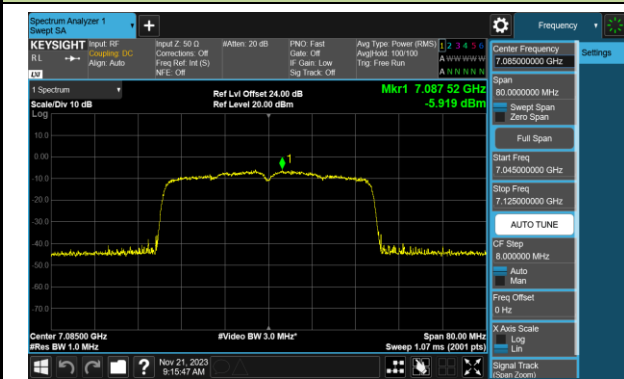 Spectrum Analyzer 1
Swept SA
Frequency
KEYSIGHT
Input: RF
Coupling: DC
Align: Auto
Input Z: 50 Ω
Corrections: Off
Freq Ref: Int (S)
NFE: Off
#Atten: 20 dB
PNO: Fast
Gate: Off
IF Gain: Low
Sig Track: Off
Avg Type: Power (RMS)
Avg|Hold: 100/100
Trig: Free Run
1 2 3 4 5 6
A W W W W W
A N N N N N
R L
LXI
1 Spectrum
Scale/Div 10 dB
Log
Ref Lvl Offset 24.00 dB
Ref Level 20.00 dBm
Mkr1 7.087 52 GHz
-5.919 dBm
10.0
0.00
-10.0
-20.0
-30.0
-40.0
-50.0
-60.0
-70.0
1
Center 7.08500 GHz
#Res BW 1.0 MHz
#Video BW 3.0 MHz*
Span 80.00 MHz
Sweep 1.07 ms (2001 pts)
Nov 21, 2023
9:15:47 AM
Center Frequency
7.085000000 GHz
Span
80.0000000 MHz
Swept Span
Zero Span
Full Span
Start Freq
7.045000000 GHz
Stop Freq
7.125000000 GHz
AUTO TUNE
CF Step
8.000000 MHz
Auto
Man
Freq Offset
0 Hz
X Axis Scale
Log
Lin
Signal Track
(Span Zoom)
Settings